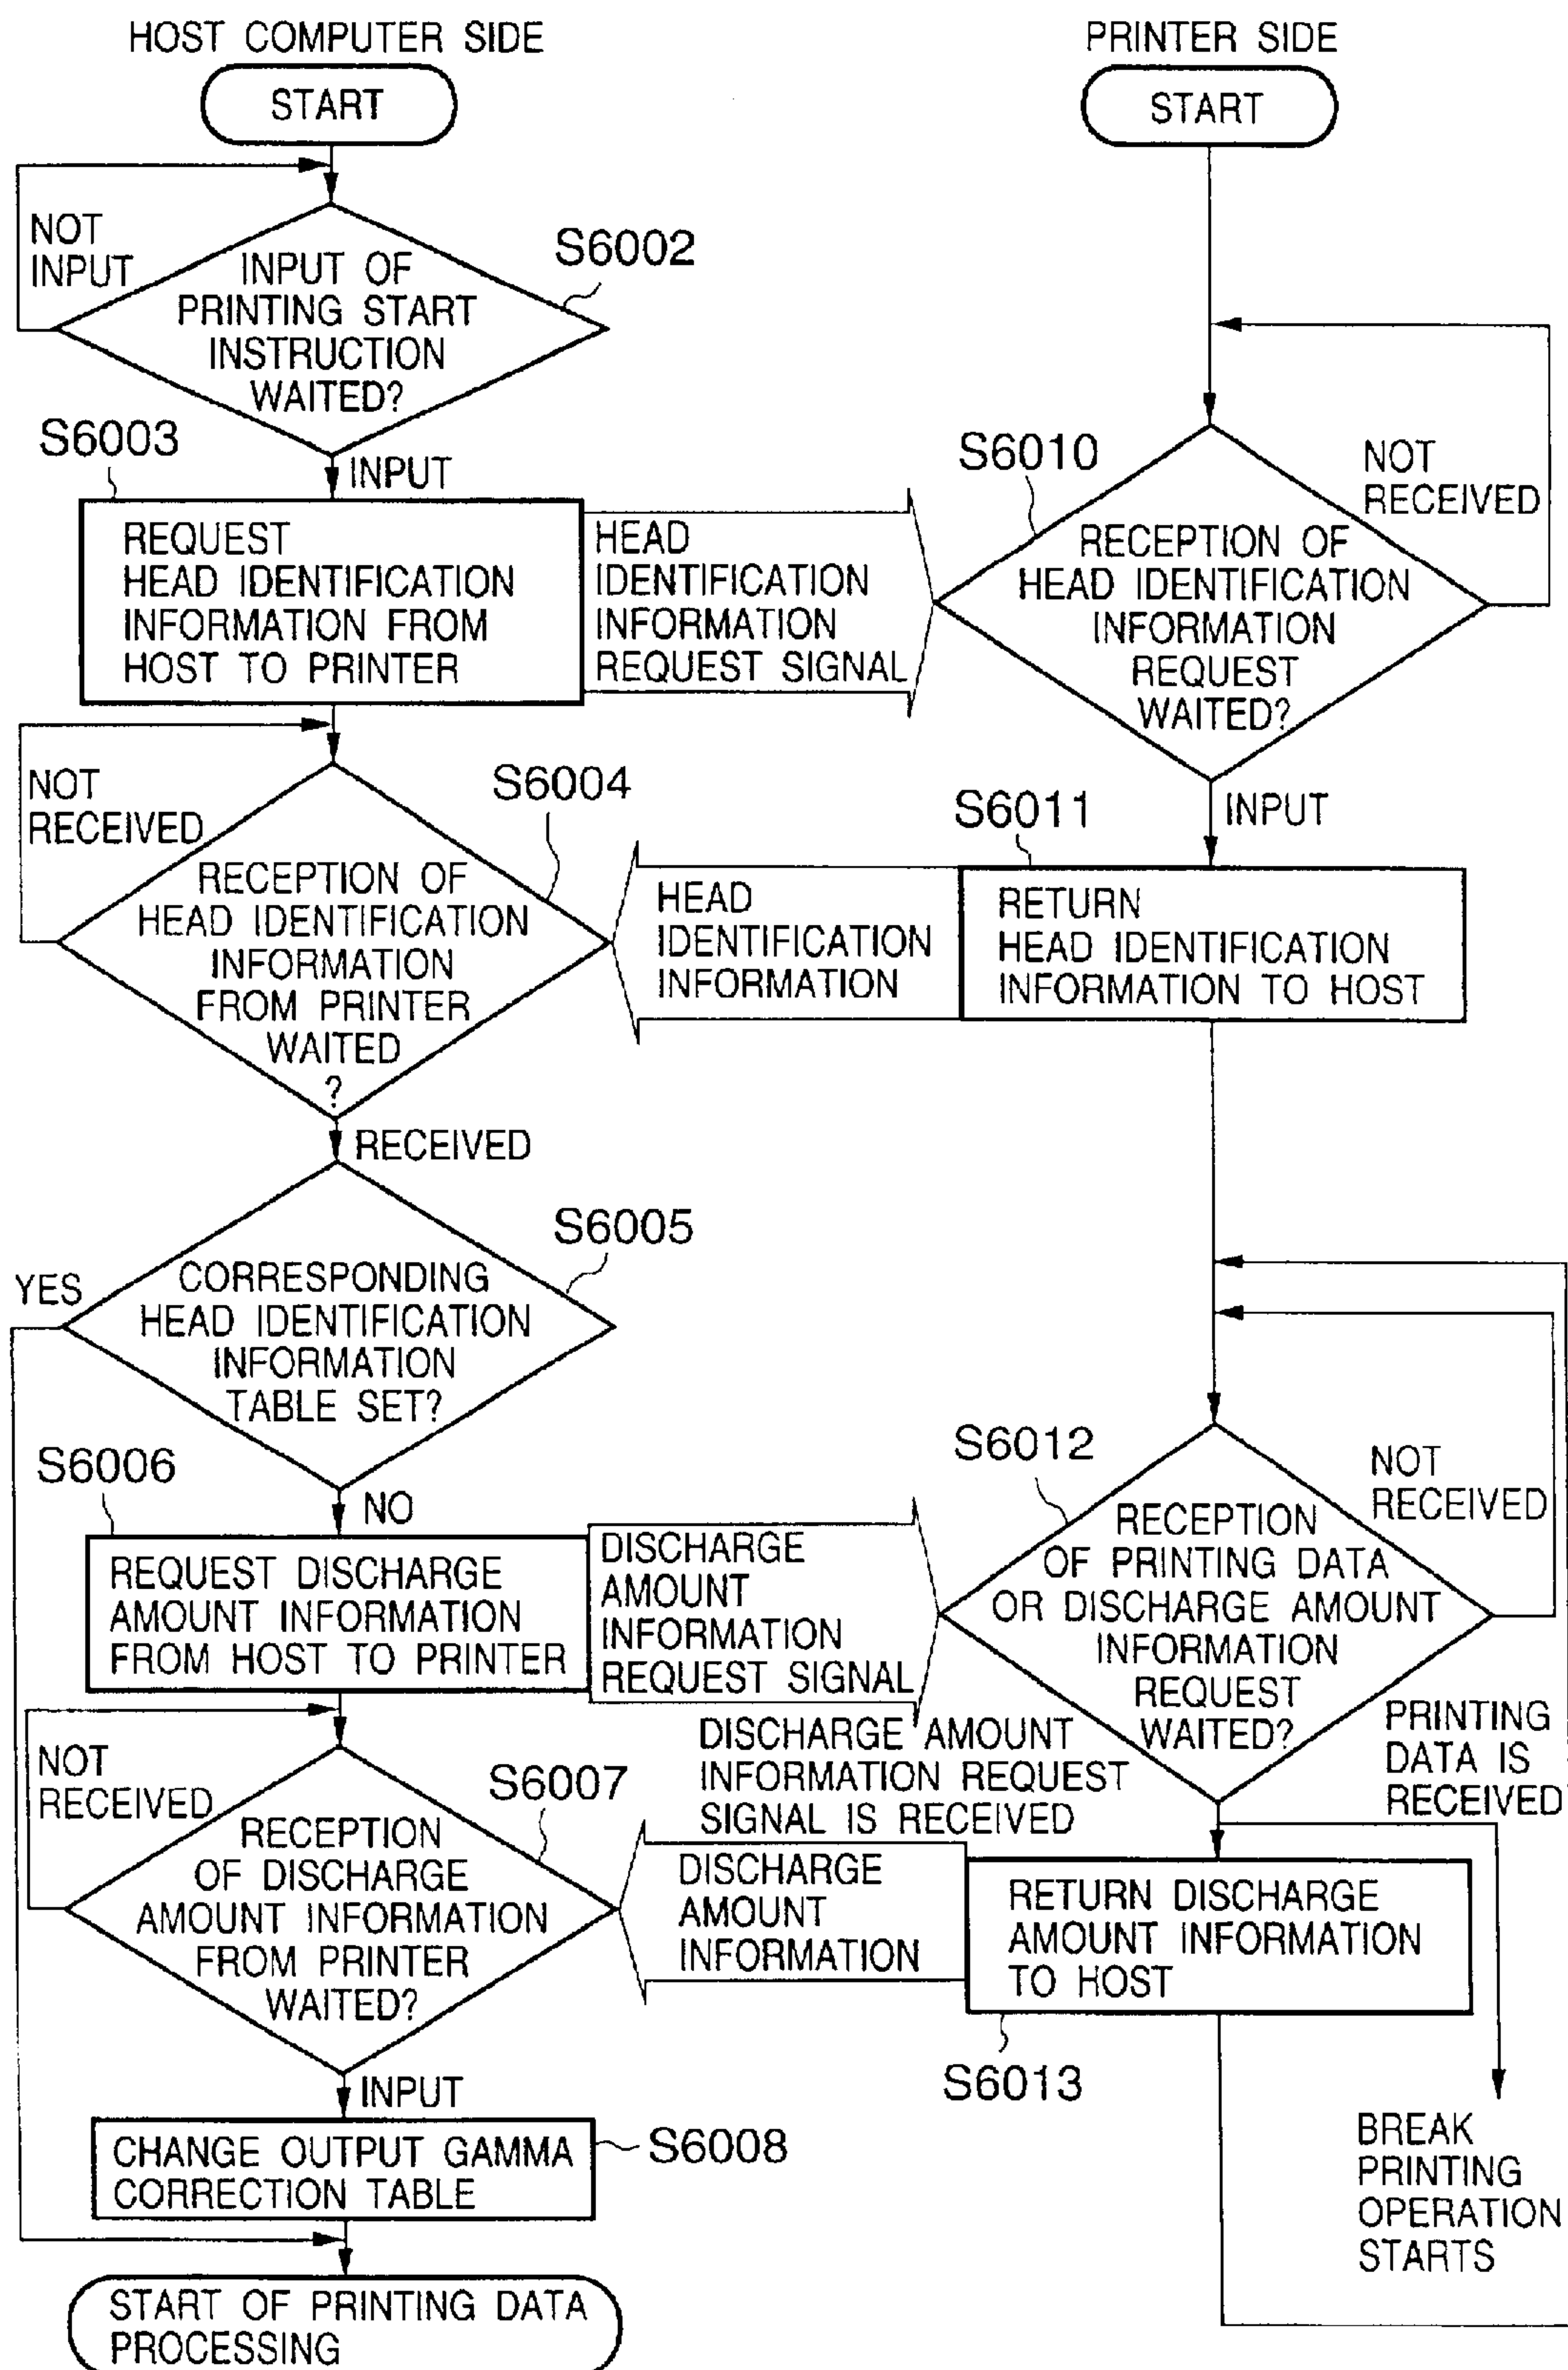 HOST COMPUTER SIDE
PRINTER SIDE
START
START
NOT
INPUT
INPUT OF
PRINTING START
INSTRUCTION
WAITED?
S6002
S6003
INPUT
REQUEST
HEAD IDENTIFICATION
INFORMATION FROM
HOST TO PRINTER
HEAD
IDENTIFICATION
INFORMATION
REQUEST SIGNAL
S6010
NOT
RECEIVED
RECEPTION OF
HEAD IDENTIFICATION
INFORMATION
REQUEST
WAITED?
NOT
RECEIVED
S6004
RECEPTION OF
HEAD IDENTIFICATION
INFORMATION
FROM PRINTER
WAITED
?
S6011
INPUT
HEAD
IDENTIFICATION
INFORMATION
RETURN
HEAD IDENTIFICATION
INFORMATION TO HOST
RECEIVED
S6005
YES
CORRESPONDING
HEAD IDENTIFICATION
INFORMATION
TABLE SET?
S6006
NO
REQUEST DISCHARGE
AMOUNT INFORMATION
FROM HOST TO PRINTER
DISCHARGE
AMOUNT
INFORMATION
REQUEST SIGNAL
S6012
NOT
RECEIVED
RECEPTION
OF PRINTING DATA
OR DISCHARGE AMOUNT
INFORMATION
REQUEST
WAITED?
PRINTING
DATA IS
RECEIVED
DISCHARGE AMOUNT
INFORMATION REQUEST
SIGNAL IS RECEIVED
NOT
RECEIVED
S6007
RECEPTION
OF DISCHARGE
AMOUNT INFORMATION
FROM PRINTER
WAITED?
DISCHARGE
AMOUNT
INFORMATION
RETURN DISCHARGE
AMOUNT INFORMATION
TO HOST
S6013
INPUT
CHANGE OUTPUT GAMMA
CORRECTION TABLE
S6008
BREAK
PRINTING
OPERATION
STARTS
START OF PRINTING DATA
PROCESSING